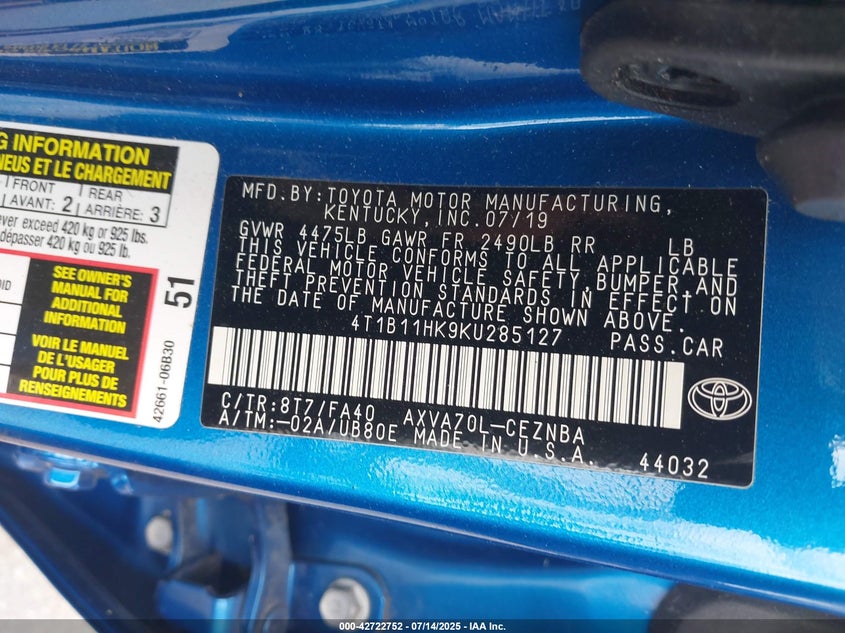 G INFORMATION
NEUS ET LE CHARGEMENT
FRONT REAR
AVANT: 2 ARRIÈRE: 3
ever exceed 420 kg or 925 lbs.
dépasser 420 kg ou 925 lb.
SEE OWNER'S
MANUAL FOR
ADDITIONAL
INFORMATION
VOIR LE MANUEL
DE L'USAGER
POUR PLUS DE
RENSEIGNEMENTS
51
42661-06B30
MFD.BY:TOYOTA MOTOR MANUFACTURING,
KENTUCKY,INC.07/19
GVWR 4475LB GAWR FR 2490LB RR LB
THIS VEHICLE CONFORMS TO ALL APPLICABLE
FEDERAL MOTOR VEHICLE SAFETY,BUMPER,AND
THEFT PREVENTION STANDARDS IN EFFECT ON
THE DATE OF MANUFACTURE SHOWN ABOVE.
4T1B11HK9KU285127 PASS.CAR
C/TR:8T7/FA40 AXVA70L-CEZNBA
A/TM:-02A/UB80E MADE IN U.S.A.
44032
000-42722752 - 07/14/2025 - IAA Inc.